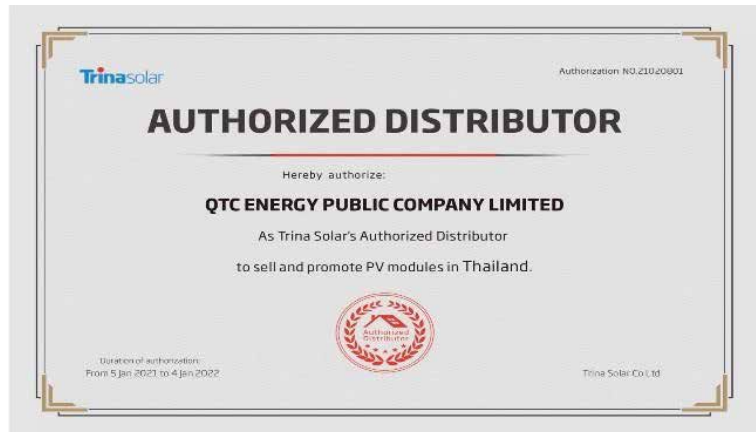 Trinasolar
Authorization NO.21020801
AUTHORIZED DISTRIBUTOR
Hereby authorize:
QTC ENERGY PUBLIC COMPANY LIMITED
As Trina Solar's Authorized Distributor
to sell and promote PV modules in Thailand.
Authorized
Distributor
Duration of authorization:
From 5 Jan 2021 to 4 Jan 2022
Trina Solar Co Ltd